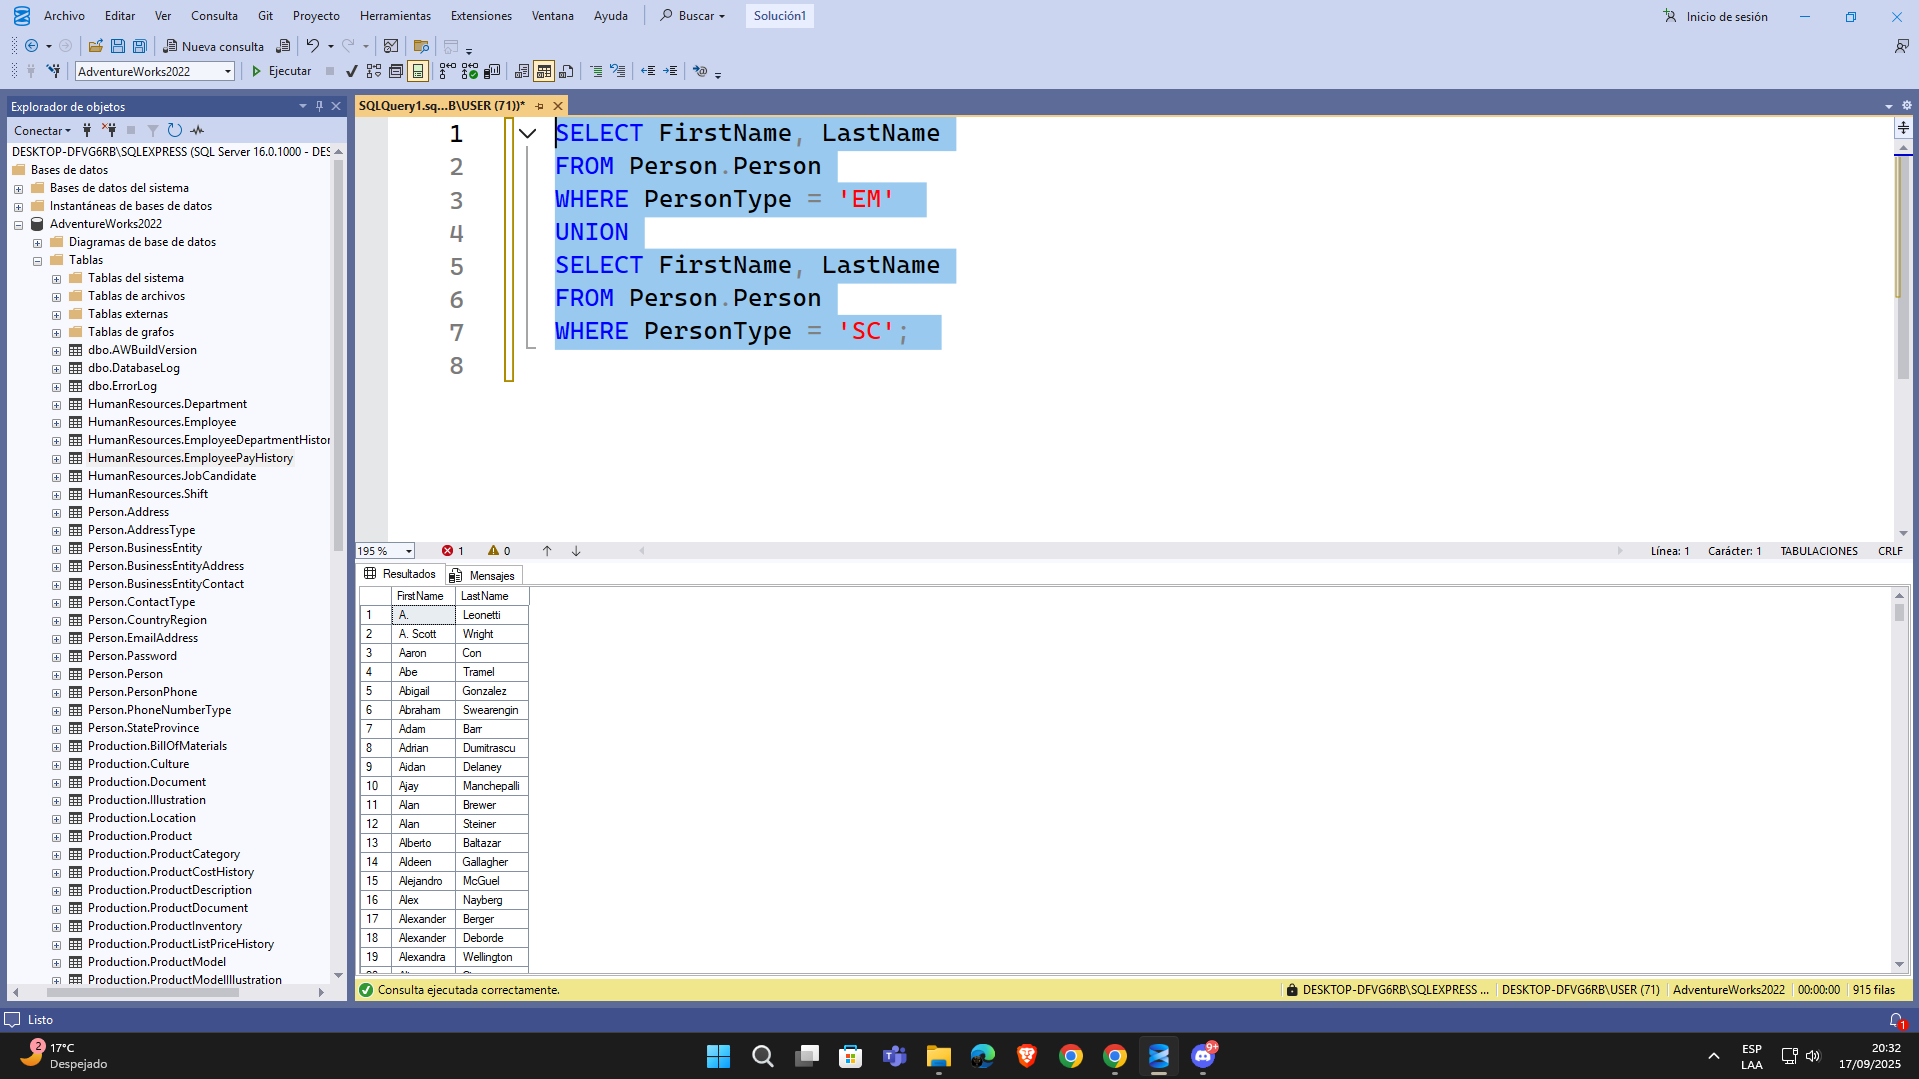 Archivo Editar Ver Consulta Git Proyecto Herramientas Extensiones Ventana Ayuda Buscar Solución1 Inicio de sesión
Nueva consulta
AdventureWorks2022 Ejecutar
Explorador de objetos
Conectar
DESKTOP-DFVG6RB\SQLEXPRESS (SQL Server 16.0.1000 - DES
Bases de datos
Bases de datos del sistema
Instantáneas de bases de datos
AdventureWorks2022
Diagramas de base de datos
Tablas
Tablas del sistema
Tablas de archivos
Tablas externas
Tablas de grafos
dbo.AWBuildVersion
dbo.DatabaseLog
dbo.ErrorLog
HumanResources.Department
HumanResources.Employee
HumanResources.EmployeeDepartmentHistor
HumanResources.EmployeePayHistory
HumanResources.JobCandidate
HumanResources.Shift
Person.Address
Person.AddressType
Person.BusinessEntity
Person.BusinessEntityAddress
Person.BusinessEntityContact
Person.ContactType
Person.CountryRegion
Person.EmailAddress
Person.Password
Person.Person
Person.PersonPhone
Person.PhoneNumberType
Person.StateProvince
Production.BillOfMaterials
Production.Culture
Production.Document
Production.Illustration
Production.Location
Production.Product
Production.ProductCategory
Production.ProductCostHistory
Production.ProductDescription
Production.ProductDocument
Production.ProductInventory
Production.ProductListPriceHistory
Production.ProductModel
Production.ProductModelIllustration
SQLQuery1.sq...B\USER (71))*
1 SELECT FirstName, LastName
2 FROM Person.Person
3 WHERE PersonType = 'EM'
4 UNION
5 SELECT FirstName, LastName
6 FROM Person.Person
7 WHERE PersonType = 'SC';
8
195 % 1 0 Línea: 1 Carácter: 1 TABULACIONES CRLF
Resultados Mensajes
FirstName LastName
1 A. Leonetti
2 A. Scott Wright
3 Aaron Con
4 Abe Tramel
5 Abigail Gonzalez
6 Abraham Swearengin
7 Adam Barr
8 Adrian Dumitrascu
9 Aidan Delaney
10 Ajay Manchepalli
11 Alan Brewer
12 Alan Steiner
13 Alberto Baltazar
14 Aldeen Gallagher
15 Alejandro McGuel
16 Alex Nayberg
17 Alexander Berger
18 Alexander Deborde
19 Alexandra Wellington
Consulta ejecutada correctamente. DESKTOP-DFVG6RB\SQLEXPRESS ... DESKTOP-DFVG6RB\USER (71) AdventureWorks2022 00:00:00 915 filas
Listo 1
2 17°C
Despejado
9+
ESP
LAA
20:32
17/09/2025